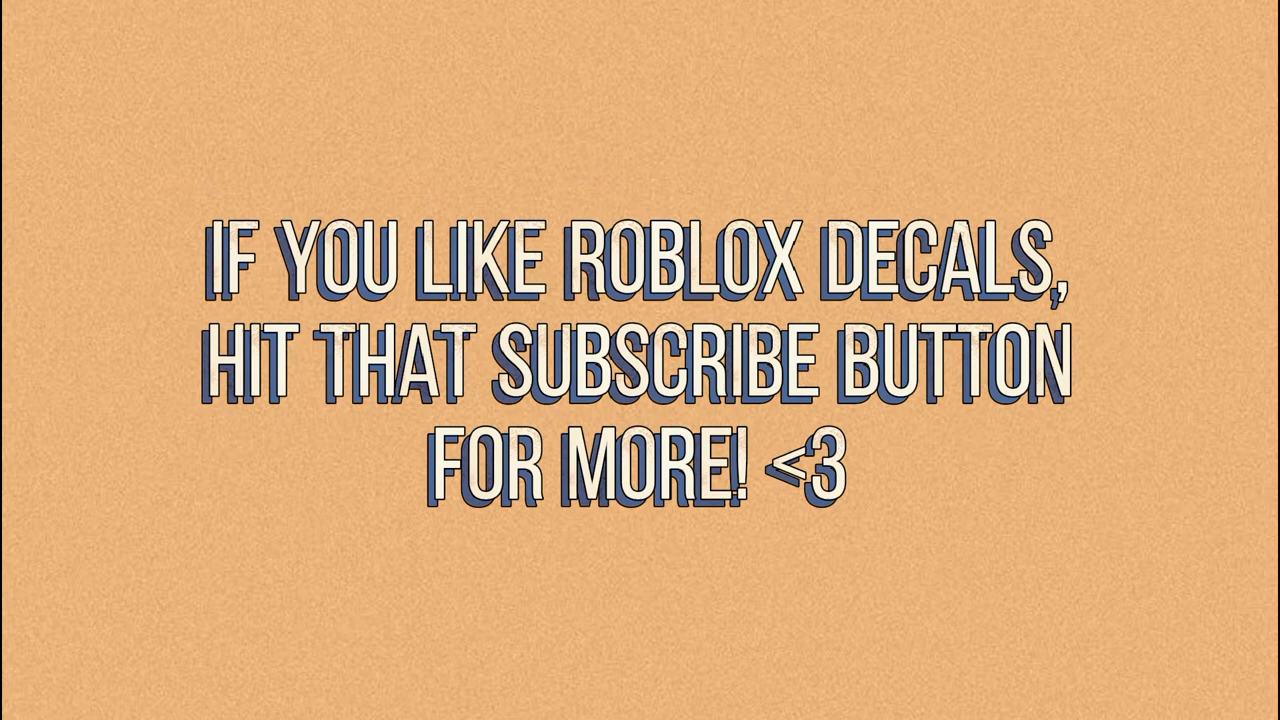 IF YOU LIKE ROBLOX DECALS,
HIT THAT SUBSCRIBE BUTTON
FOR MORE! <3